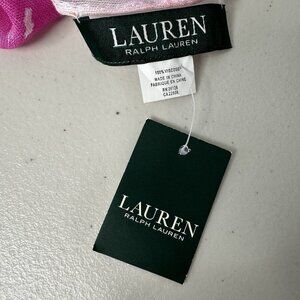 LAUREN
RALPH LAUREN
100% VISCOSE
MADE IN CHINA
FABRIQUÉ EN CHINE
LAUREN
RALPH LAUREN